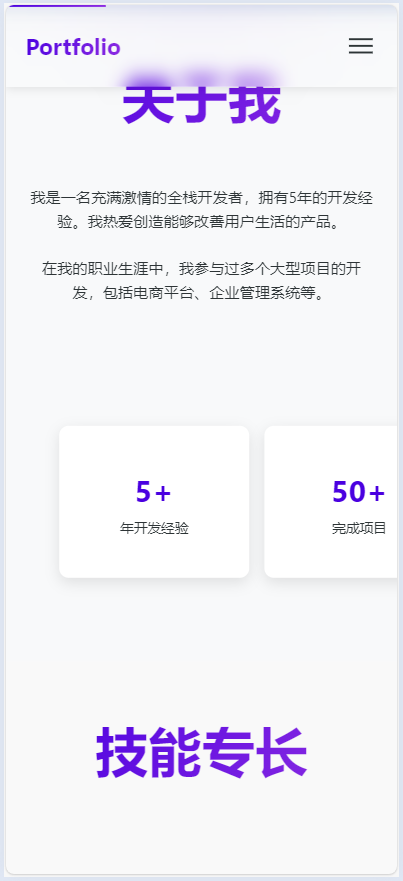 Portfolio
关于我
我是一名充满激情的全栈开发者，拥有5年的开发经
验。我热爱创造能够改善用户生活的产品。
在我的职业生涯中，我参与过多个大型项目的开
发，包括电商平台、企业管理系统等。
5+
50+
年开发经验
完成项目
技能专长